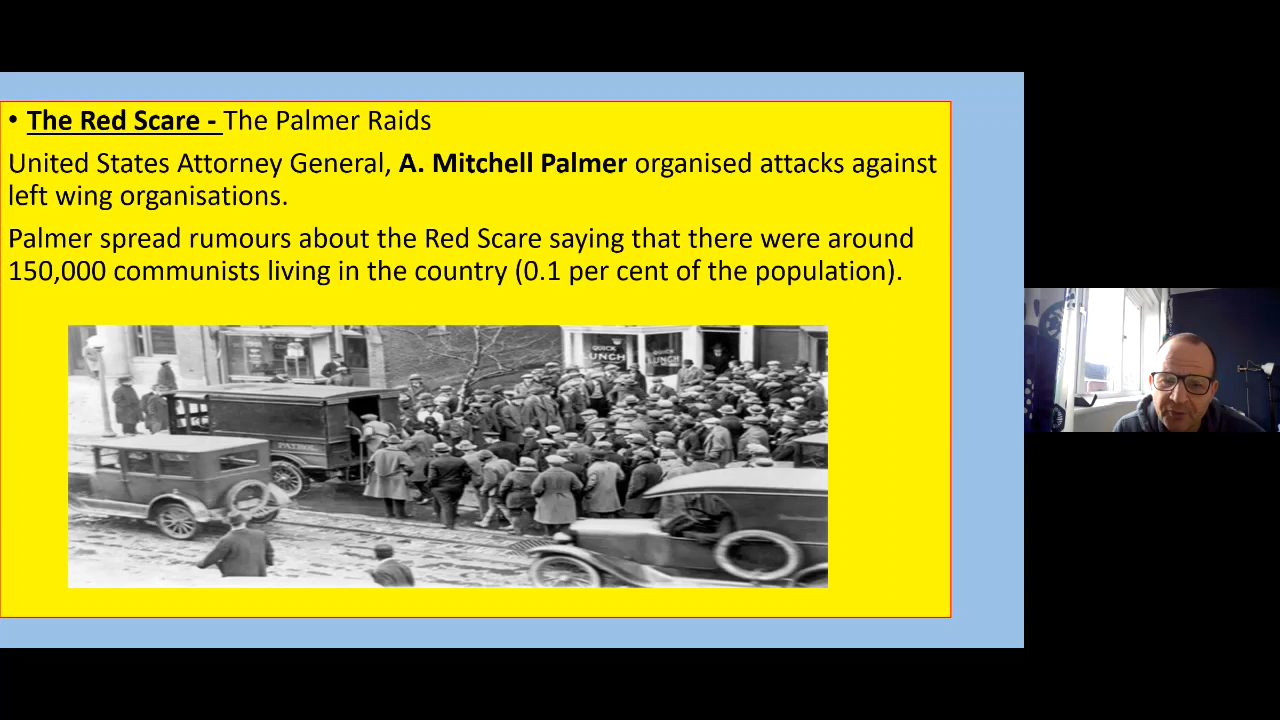 • The Red Scare - The Palmer Raids
United States Attorney General, A. Mitchell Palmer organised attacks against
left wing organisations.
Palmer spread rumours about the Red Scare saying that there were around
150,000 communists living in the country (0.1 per cent of the population).
QUICK LUNCH
QUICK LUNCH
PATROL